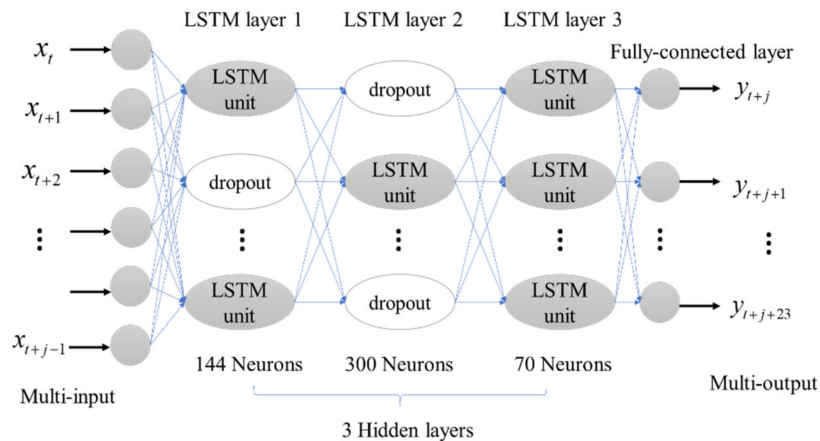 LSTM layer 1
LSTM layer 2
LSTM layer 3
Fully-connected layer
x_t
x_{t+1}
x_{t+2}
⋮
x_{t+j-1}
LSTM unit
dropout
⋮
LSTM unit
dropout
LSTM unit
⋮
dropout
LSTM unit
LSTM unit
⋮
LSTM unit
⋮
y_{t+j}
y_{t+j+1}
⋮
y_{t+j+23}
144 Neurons
300 Neurons
70 Neurons
Multi-input
Multi-output
3 Hidden layers